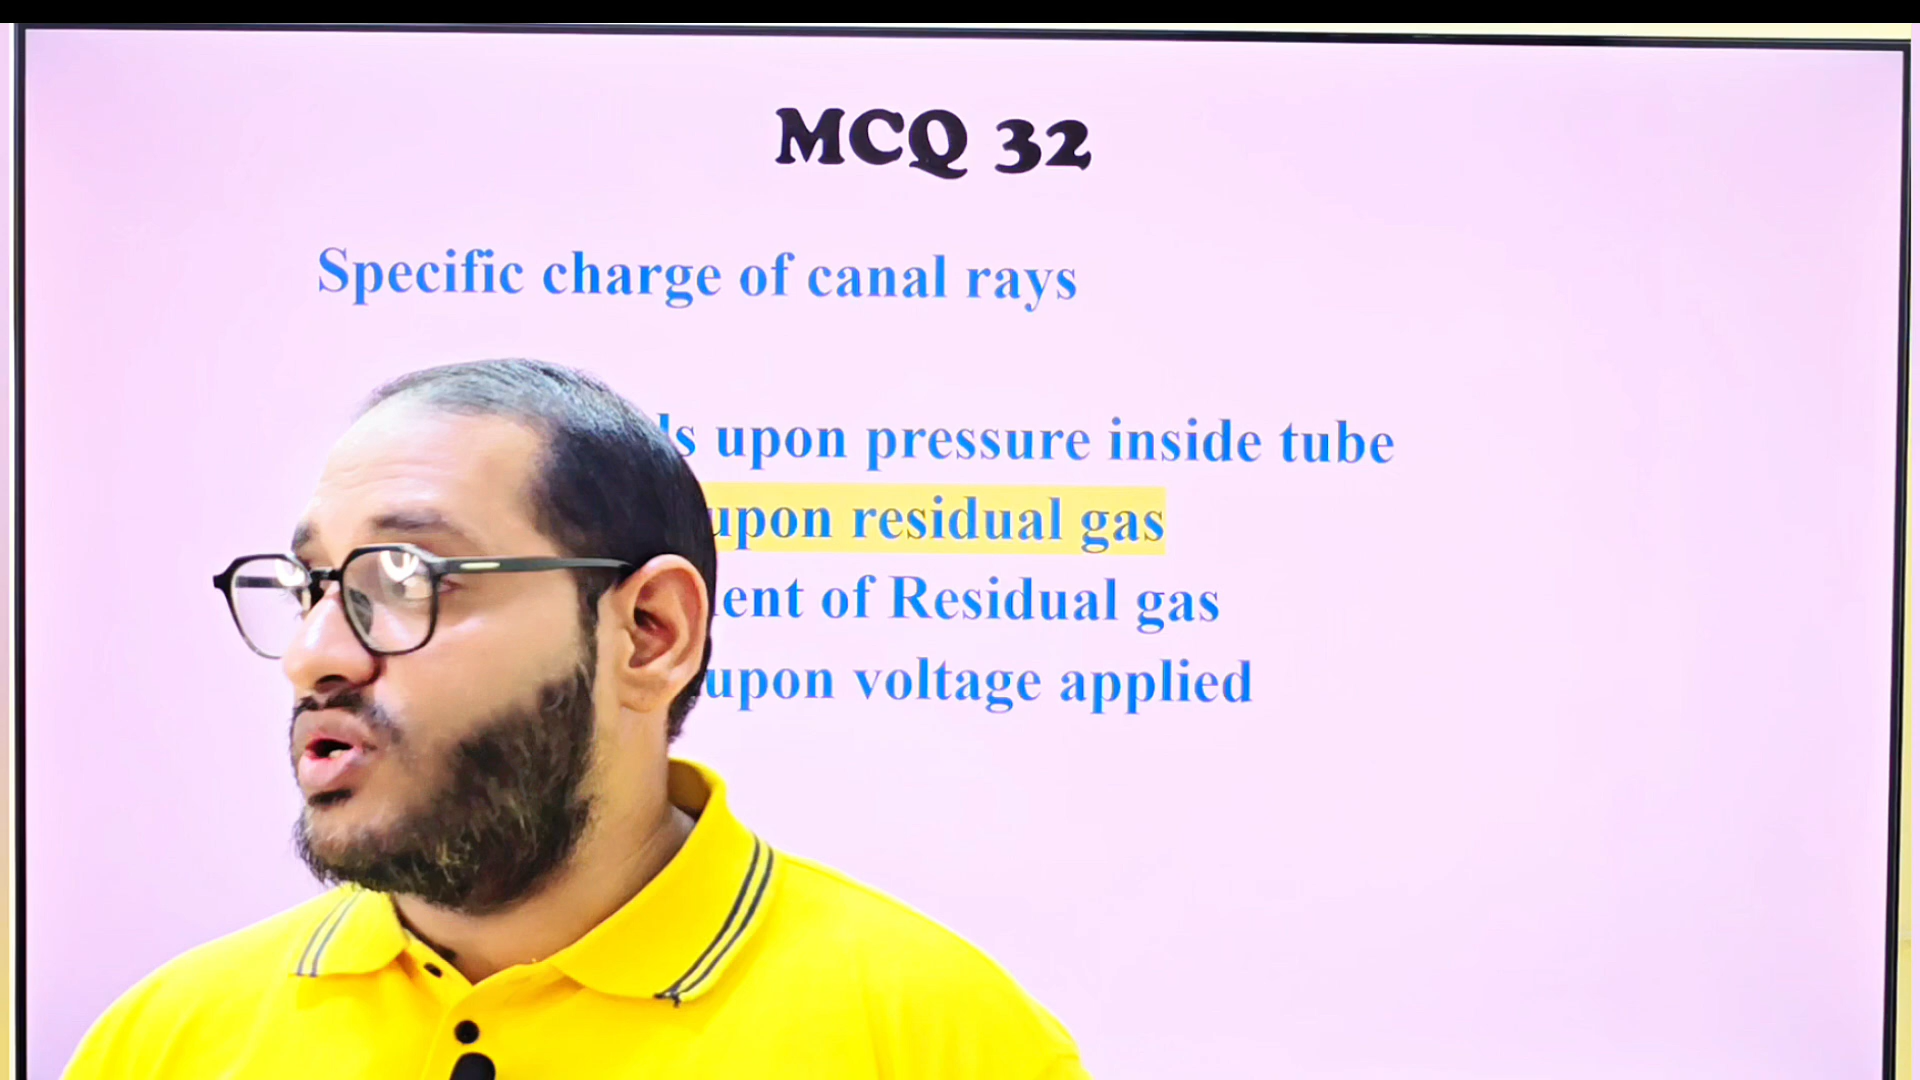 MCQ 32
Specific charge of canal rays
upon pressure inside tube
upon residual gas
of Residual gas
upon voltage applied